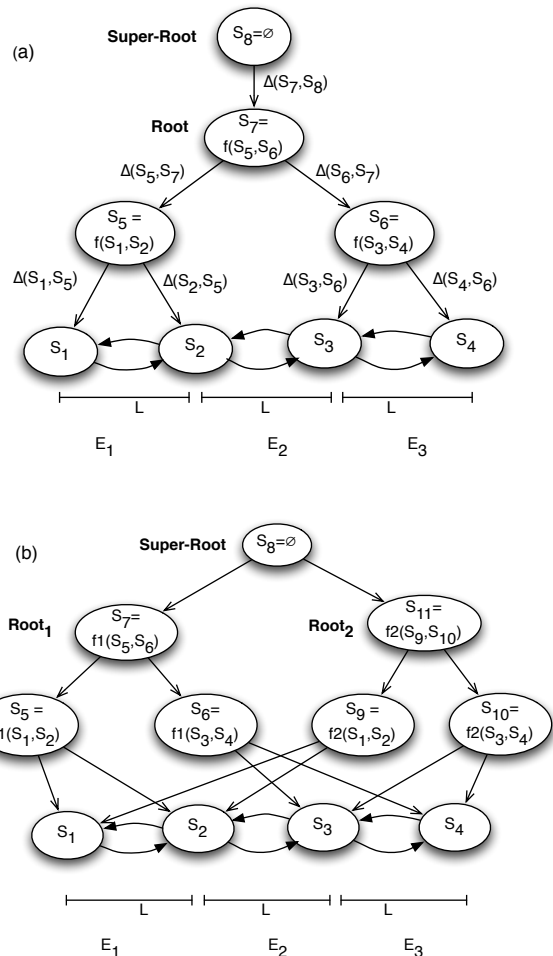 (a)
Super-Root
S8=∅
Δ(S7,S8)
Root
S7=
f(S5,S6)
Δ(S5,S7)
Δ(S6,S7)
S5 =
f(S1,S2)
S6=
f(S3,S4)
Δ(S1,S5)
Δ(S2,S5)
Δ(S3,S6)
Δ(S4,S6)
S1
S2
S3
S4
L
L
L
E1
E2
E3
(b)
Super-Root
S8=∅
Root1
S7=
f1(S5,S6)
Root2
S11=
f2(S9,S10)
S5 =
1(S1,S2)
S6=
f1(S3,S4)
S9 =
f2(S1,S2)
S10=
f2(S3,S4)
S1
S2
S3
S4
L
L
L
E1
E2
E3